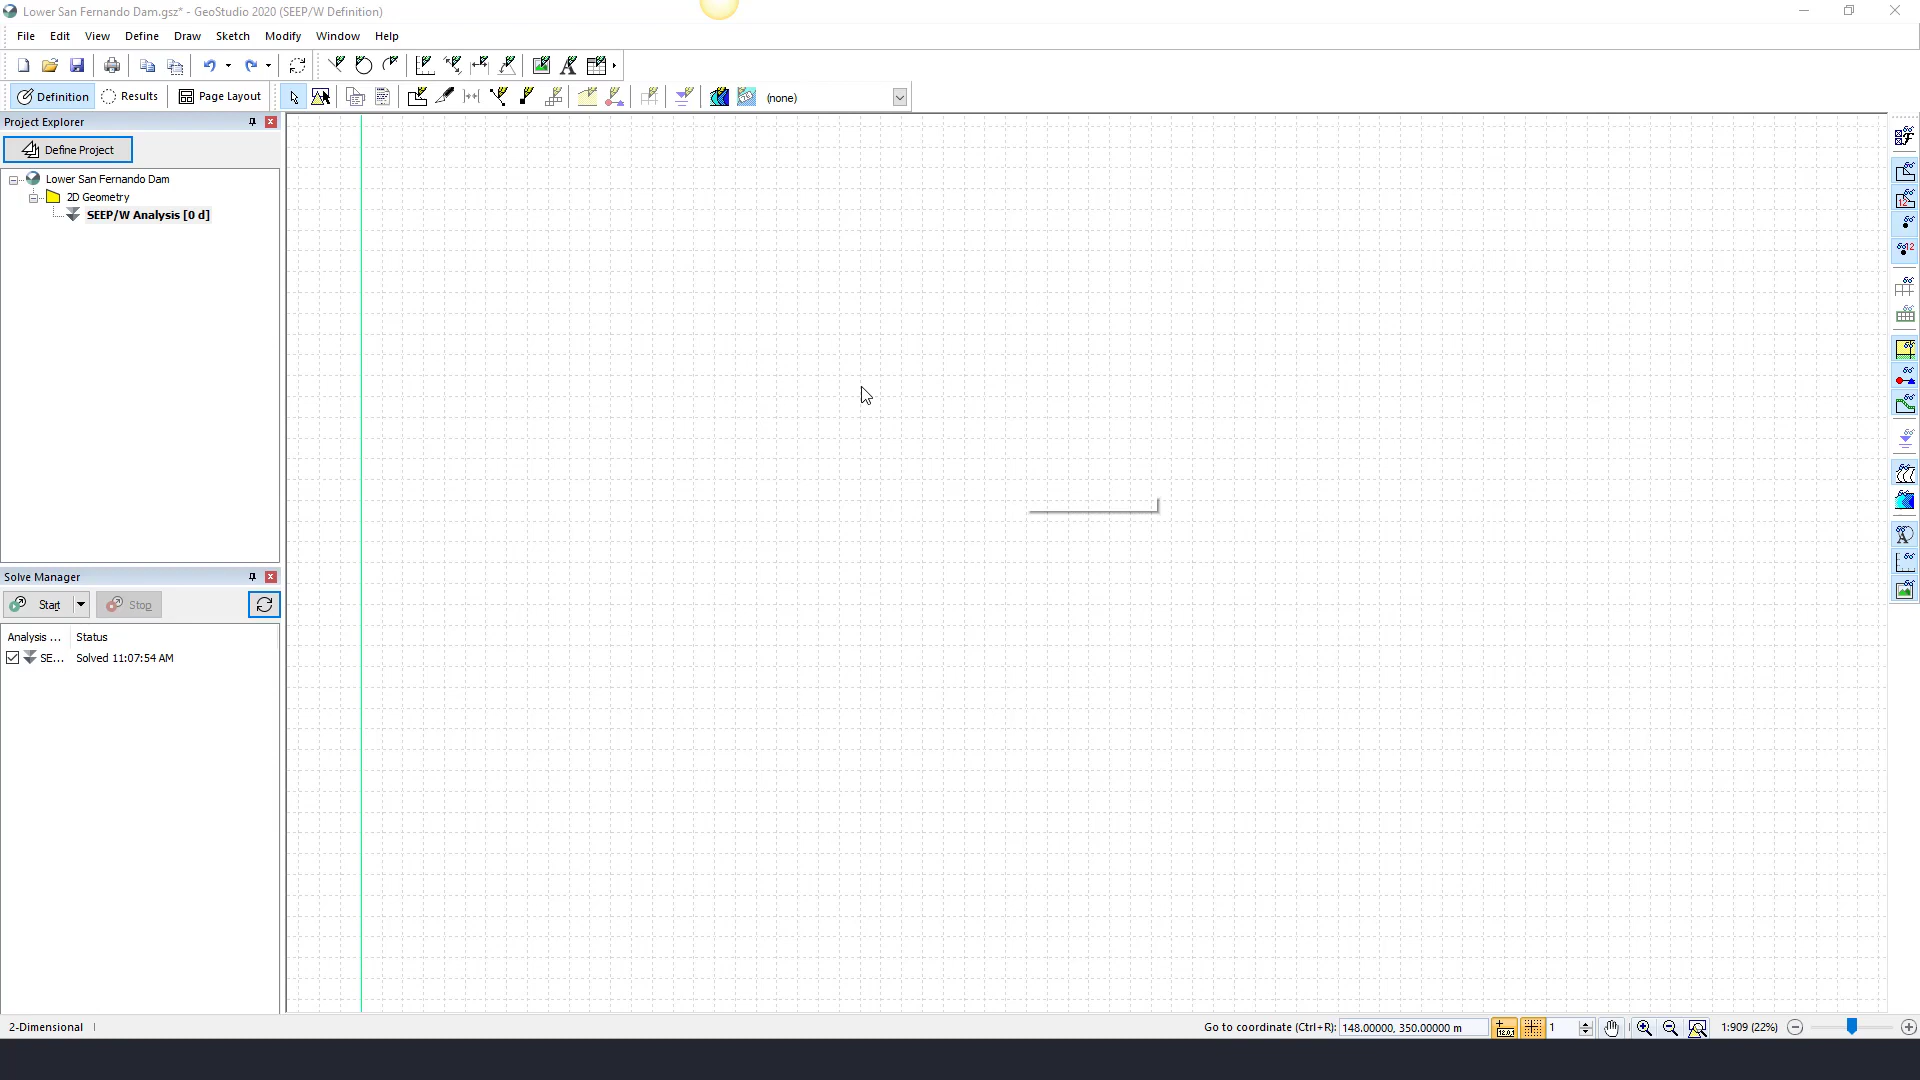 Lower San Fernando Dam.gsz* - GeoStudio 2020 (SEEP/W Definition)
File Edit View Define Draw Sketch Modify Window Help
Definition Results Page Layout (none)
Project Explorer
Define Project
Lower San Fernando Dam
2D Geometry
SEEP/W Analysis [0 d]
Solve Manager
Start Stop
Analysis ... Status
SE... Solved 11:07:54 AM
2-Dimensional Go to coordinate (Ctrl+R): 148.00000, 350.00000 m 1 1:909 (22%)